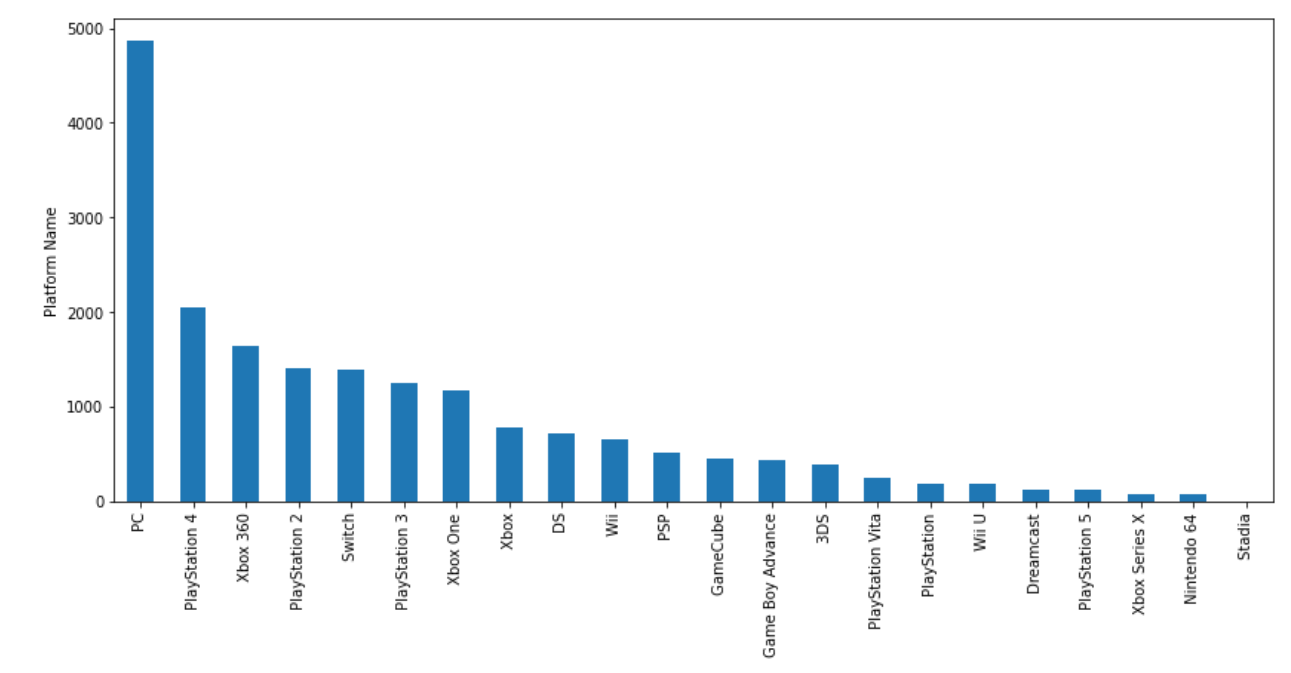 5000
4000
3000
2000
1000
0
Platform Name
PC
PlayStation 4
Xbox 360
PlayStation 2
Switch
PlayStation 3
Xbox One
Xbox
DS
Wii
PSP
GameCube
Game Boy Advance
3DS
PlayStation Vita
PlayStation
Wii U
Dreamcast
PlayStation 5
Xbox Series X
Nintendo 64
Stadia